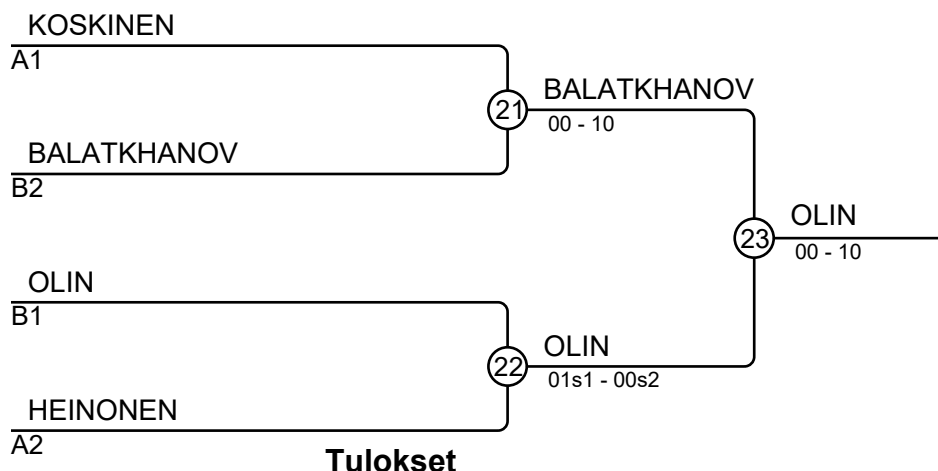 KOSKINEN
A1
21
BALATKHANOV
00 - 10
BALATKHANOV
B2
23
OLIN
00 - 10
OLIN
B1
22
OLIN
01s1 - 00s2
HEINONEN
A2
Tulokset